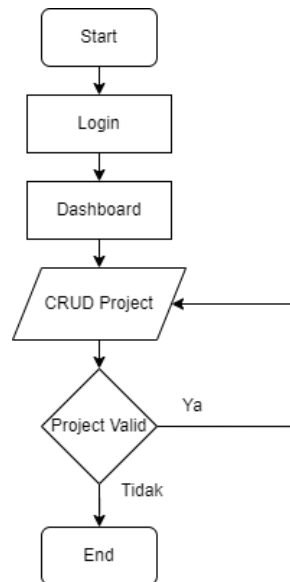 Start
Login
Dashboard
CRUD Project
Project Valid
Ya
Tidak
End